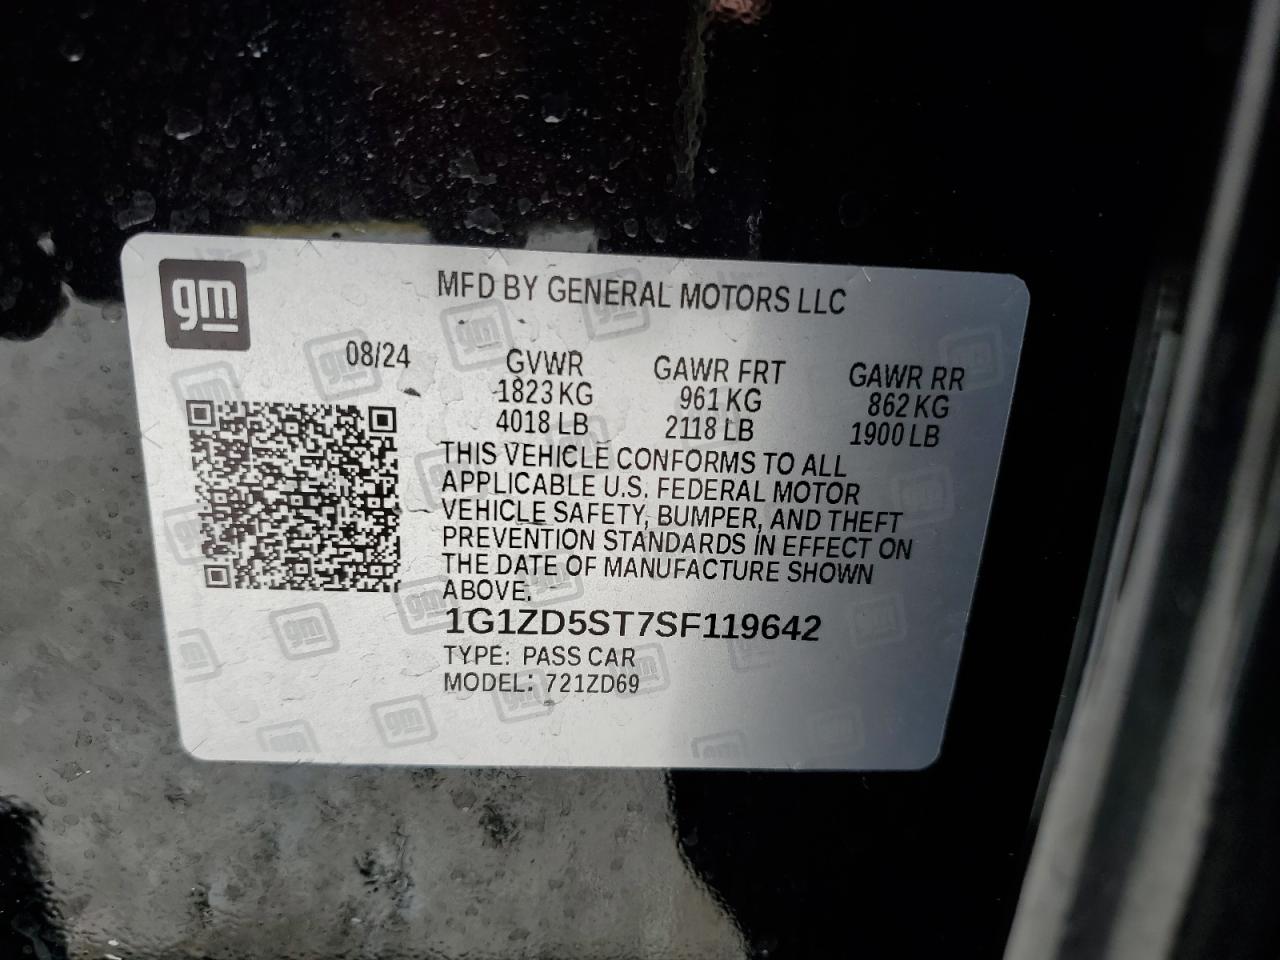 gm
MFD BY GENERAL MOTORS LLC
08/24
GVWR
1823 KG
4018 LB
GAWR FRT
961 KG
2118 LB
GAWR RR
862 KG
1900 LB
THIS VEHICLE CONFORMS TO ALL
APPLICABLE U.S. FEDERAL MOTOR
VEHICLE SAFETY, BUMPER, AND THEFT
PREVENTION STANDARDS IN EFFECT ON
THE DATE OF MANUFACTURE SHOWN
ABOVE.
1G1ZD5ST7SF119642
TYPE: PASS CAR
MODEL: 721ZD69